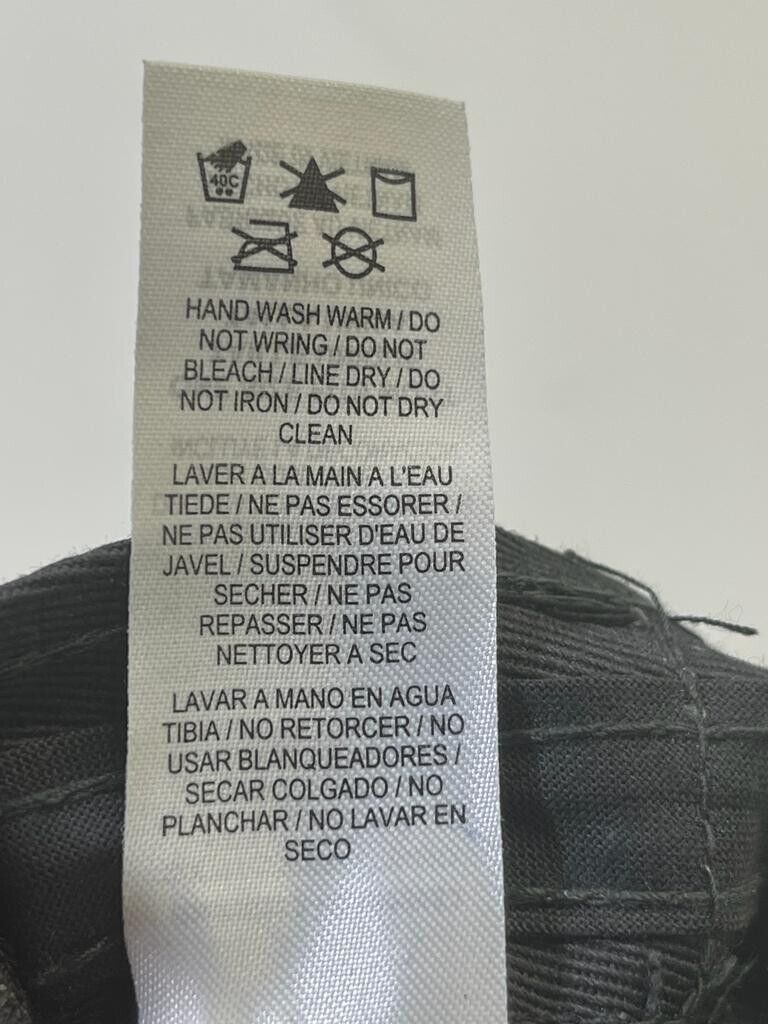 40C
HAND WASH WARM / DO
NOT WRING / DO NOT
BLEACH / LINE DRY / DO
NOT IRON / DO NOT DRY
CLEAN
LAVER A LA MAIN A L'EAU
TIEDE / NE PAS ESSORER /
NE PAS UTILISER D'EAU DE
JAVEL / SUSPENDRE POUR
SECHER / NE PAS
REPASSER / NE PAS
NETTOYER A SEC
LAVAR A MANO EN AGUA
TIBIA / NO RETORCER / NO
USAR BLANQUEADORES /
SECAR COLGADO / NO
PLANCHAR / NO LAVAR EN
SECO